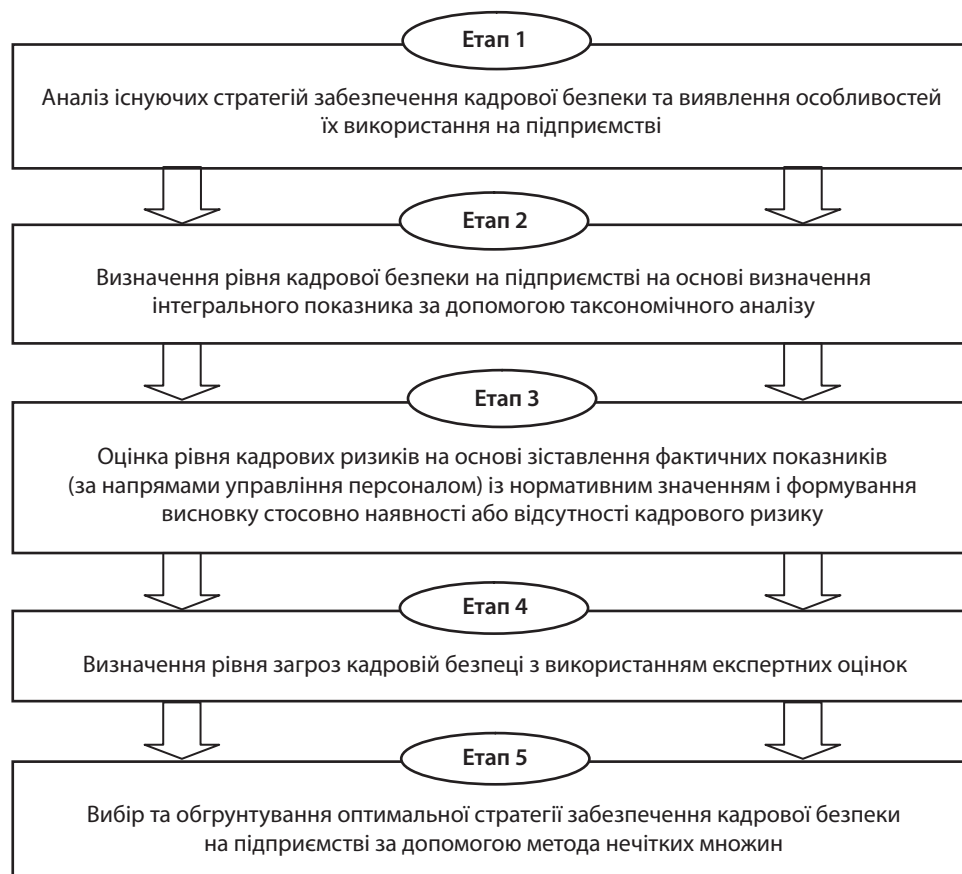 Етап 1
Аналіз існуючих стратегій забезпечення кадрової безпеки та виявлення особливостей
їх використання на підприємстві
Етап 2
Визначення рівня кадрової безпеки на підприємстві на основі визначення
інтегрального показника за допомогою таксономічного аналізу
Етап 3
Оцінка рівня кадрових ризиків на основі зіставлення фактичних показників
(за напрямами управління персоналом) із нормативним значенням і формування
висновку стосовно наявності або відсутності кадрового ризику
Етап 4
Визначення рівня загроз кадровій безпеці з використанням експертних оцінок
Етап 5
Вибір та обгрунтування оптимальної стратегії забезпечення кадрової безпеки
на підприємстві за допомогою метода нечітких множин